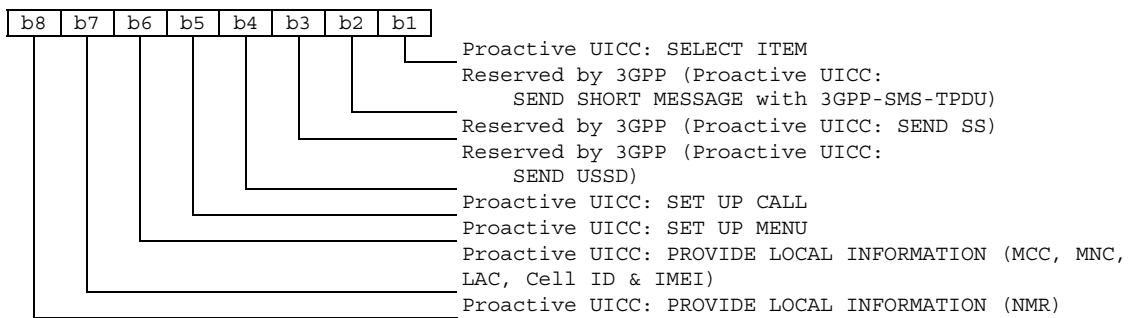 b8 b7 b6 b5 b4 b3 b2 b1
Proactive UICC: SELECT ITEM
Reserved by 3GPP (Proactive UICC:
SEND SHORT MESSAGE with 3GPP-SMS-TPDU)
Reserved by 3GPP (Proactive UICC: SEND SS)
Reserved by 3GPP (Proactive UICC:
SEND USSD)
Proactive UICC: SET UP CALL
Proactive UICC: SET UP MENU
Proactive UICC: PROVIDE LOCAL INFORMATION (MCC, MNC,
LAC, Cell ID & IMEI)
Proactive UICC: PROVIDE LOCAL INFORMATION (NMR)